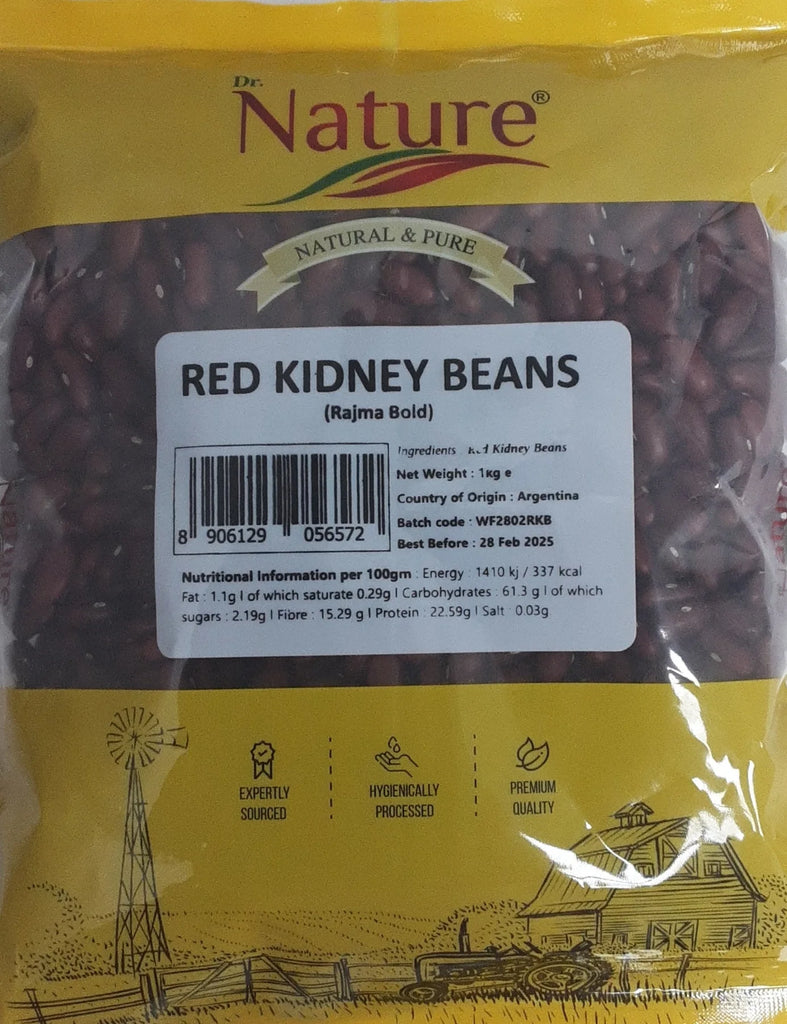 Dr.
Nature®
NATURAL & PURE
RED KIDNEY BEANS
(Rajma Bold)
Ingredients : Red Kidney Beans
Net Weight : 1Kg e
Country of Origin : Argentina
Batch code : WF2802RKB
Best Before : 28 Feb 2025
8 906129 056572
Nutritional Information per 100gm : Energy : 1410 kj / 337 kcal
Fat : 1.1g l of which saturate 0.29g l Carbohydrates : 61.3 g l of which
sugars : 2.19g l Fibre : 15.29 g l Protein : 22.59g l Salt : 0.03g
EXPERTLY
SOURCED
HYGIENICALLY
PROCESSED
PREMIUM
QUALITY